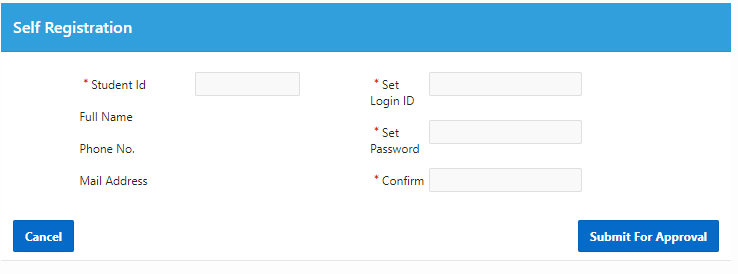 Self Registration
* Student Id
Full Name
Phone No.
Mail Address
* Set
Login ID
* Set
Password
* Confirm
Cancel
Submit For Approval